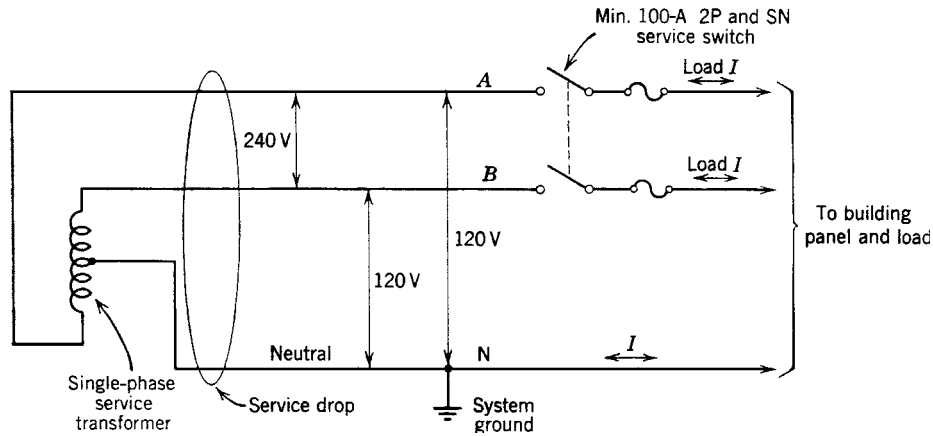 Min. 100-A 2P and SN
service switch
Load I
A
240 V
B
Load I
To building
panel and load
120 V
120 V
Neutral
N
I
Single-phase
service
transformer
Service drop
System
ground